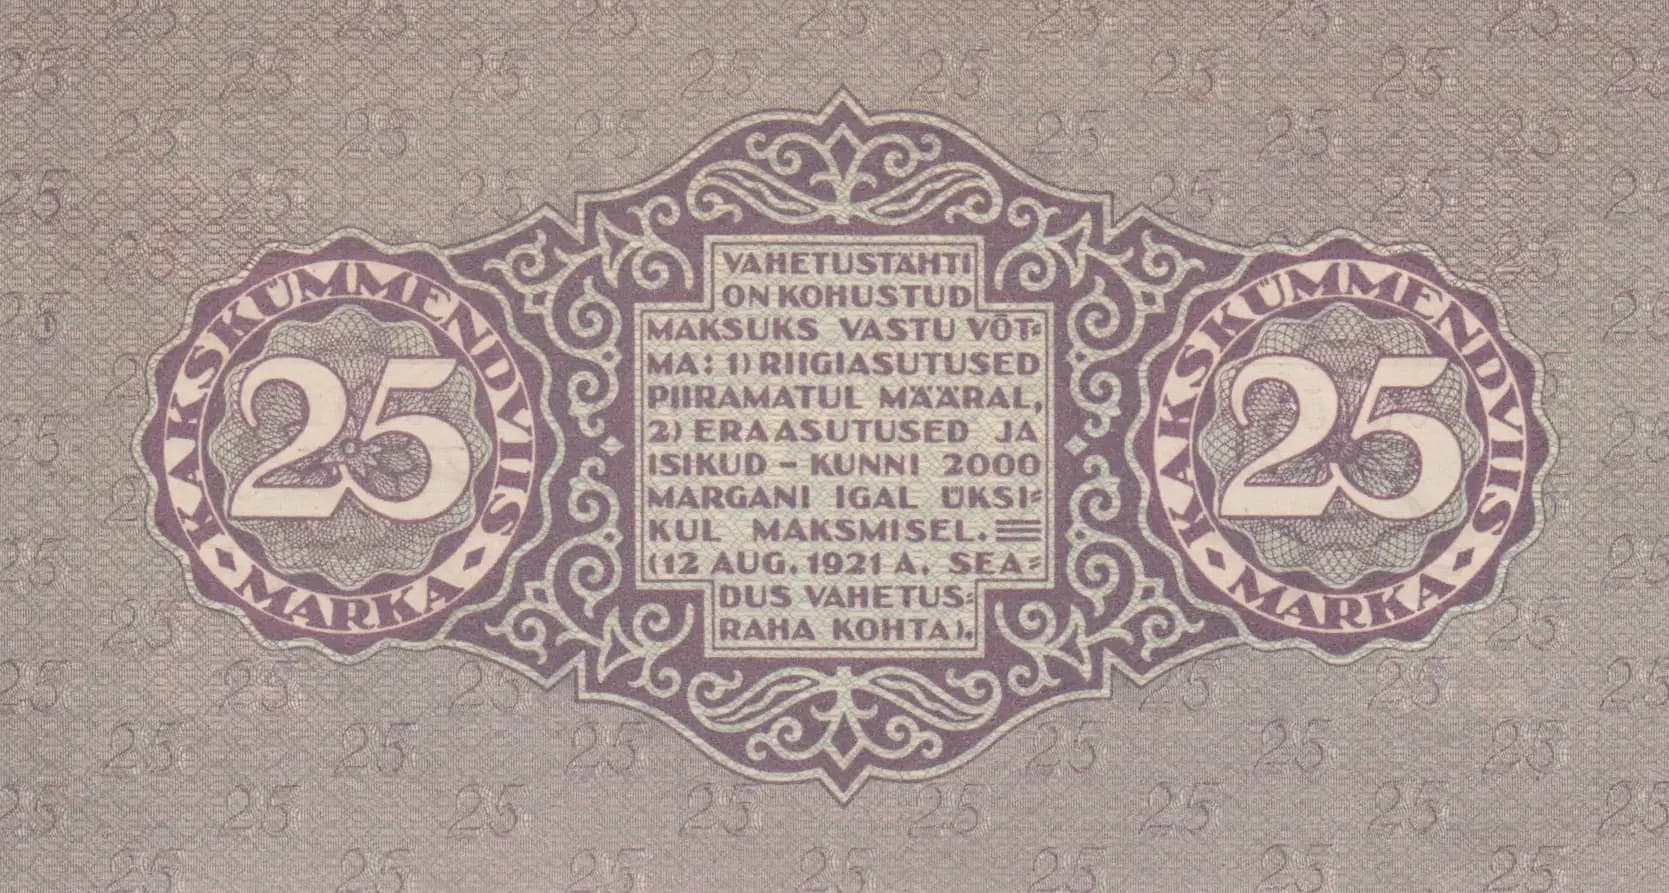 KAKSKÜMMENDVIIS
25
MARKA
VAHETUSTÄHTI
ON KOHUSTUD
MAKSUKS VASTU VÕT=
MA: 1) RIIGIASUTUSED
PIIRAMATUL MÄÄRAL,
2) ERAASUTUSED JA
ISIKUD – KUNNI 2000
MARGANI IGAL ÜKSI=
KUL MAKSMISEL.
(12 AUG. 1921 A. SEA=
DUS VAHETUS=
RAHA KOHTA).
KAKSKÜMMENDVIIS
25
MARKA